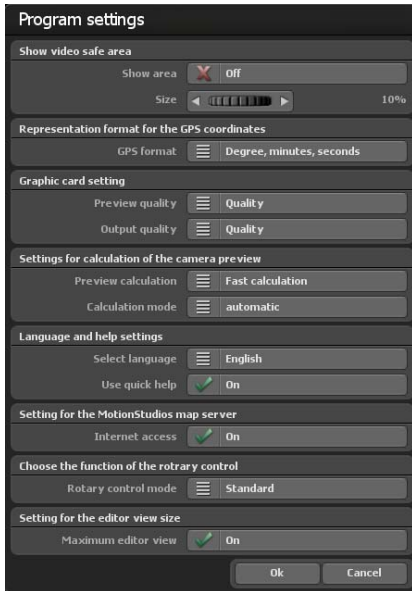 Program settings
Show video safe area
Show area Off
Size 10%
Representation format for the GPS coordinates
GPS format Degree, minutes, seconds
Graphic card setting
Preview quality Quality
Output quality Quality
Settings for calculation of the camera preview
Preview calculation Fast calculation
Calculation mode automatic
Language and help settings
Select language English
Use quick help On
Setting for the MotionStudios map server
Internet access On
Choose the function of the rotrary control
Rotary control mode Standard
Setting for the editor view size
Maximum editor view On
Ok Cancel